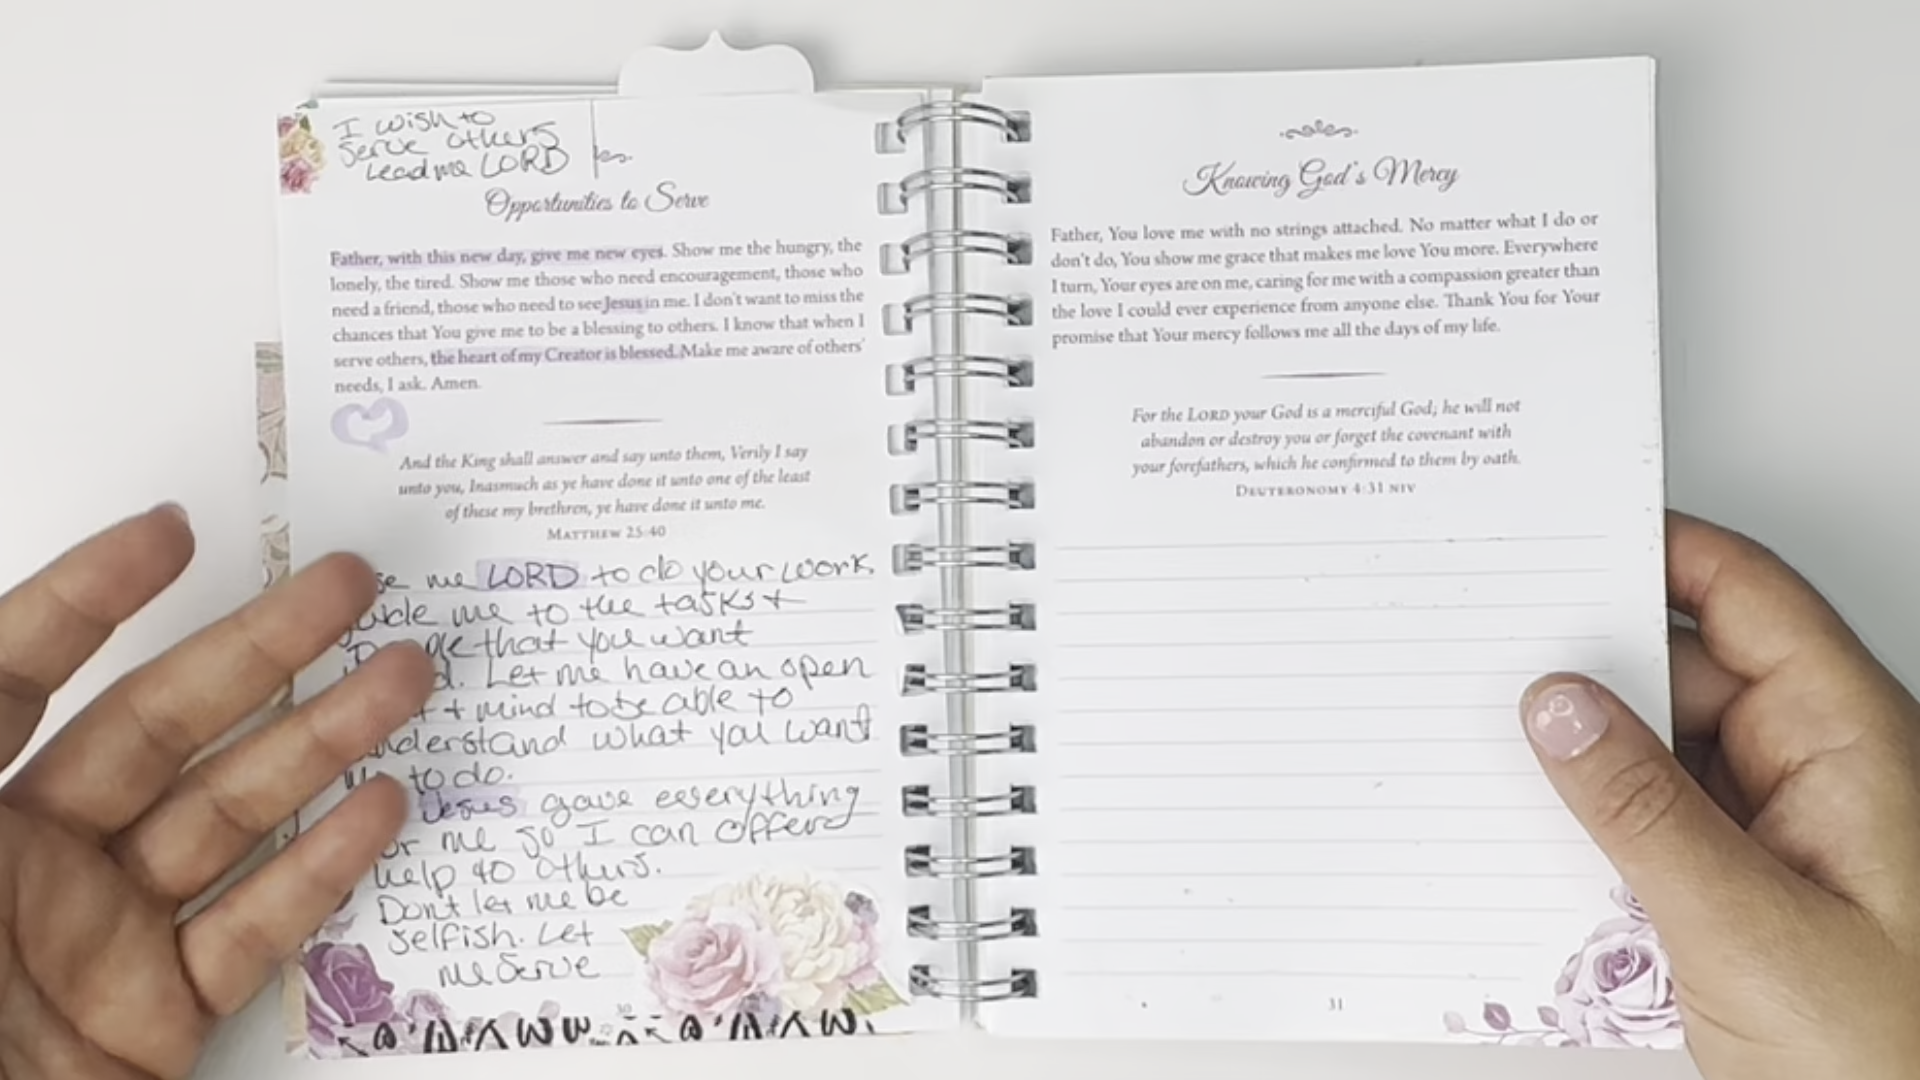 I wish to
serve others
Lead me LORD
Opportunities to Serve
Father, with this new day, give me new eyes. Show me the hungry, the
lonely, the tired. Show me those who need encouragement, those who
need a friend, those who need to see Jesus in me. I don't want to miss the
chances that You give me to be a blessing to others. I know that when I
serve others, the heart of my Creator is blessed. Make me aware of others'
needs, I ask. Amen.
And the King shall answer and say unto them, Verily I say
unto you, Inasmuch as ye have done it unto one of the least
of these my brethren, ye have done it unto me.
Matthew 25:40
me LORD to do your work
me to the tasks +
that you want
Let me have an open
+ mind to be able to
understand what you want
to do.
Jesus gave everything
or me so I can offer
help to others.
Don't let me be
selfish. Let
me Serve
30
Knowing God's Mercy
Father, You love me with no strings attached. No matter what I do or
don't do, You show me grace that makes me love You more. Everywhere
I turn, Your eyes are on me, caring for me with a compassion greater than
the love I could ever experience from anyone else. Thank You for Your
promise that Your mercy follows me all the days of my life.
For the Lord your God is a merciful God; he will not
abandon or destroy you or forget the covenant with
your forefathers, which he confirmed to them by oath.
Deuteronomy 4:31 NIV
31